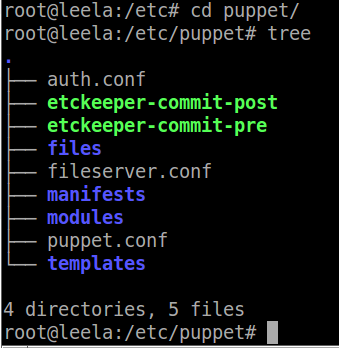 root@leela:/etc# cd puppet/
root@leela:/etc/puppet# tree
.
├── auth.conf
├── etckeeper-commit-post
├── etckeeper-commit-pre
├── files
├── fileserver.conf
├── manifests
├── modules
├── puppet.conf
└── templates
4 directories, 5 files
root@leela:/etc/puppet#